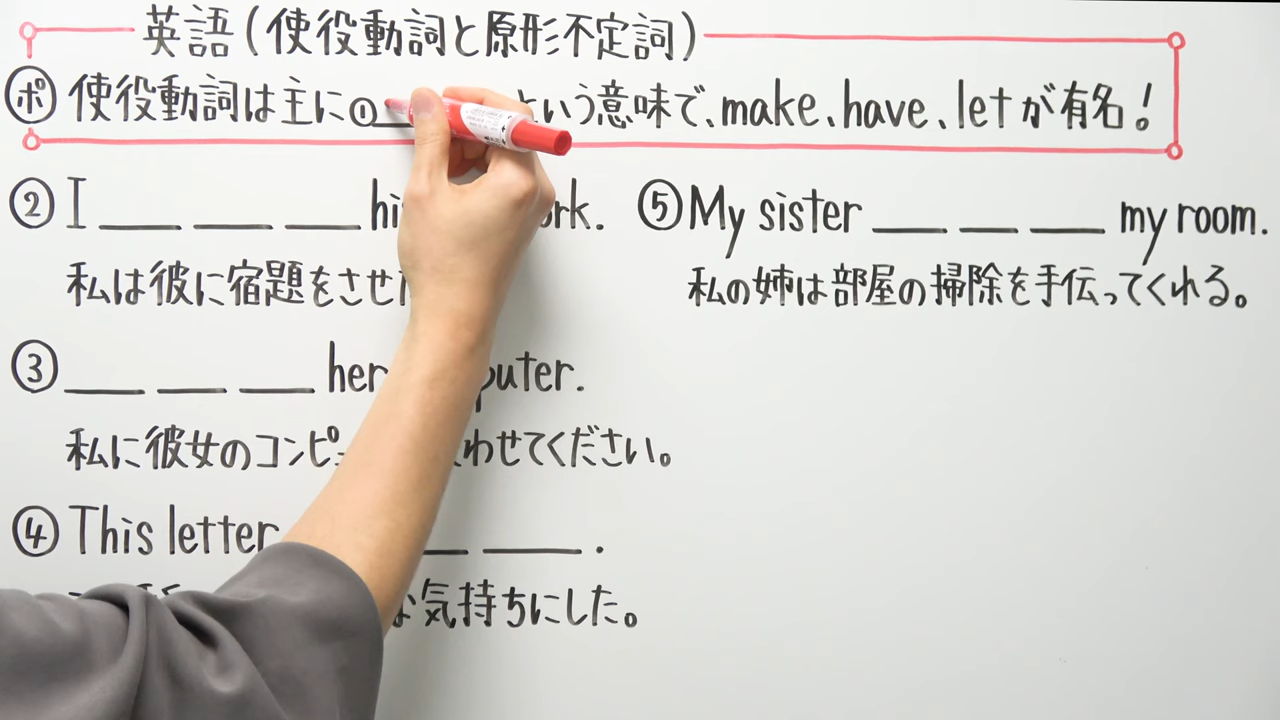 英語(使役動詞と原形不定詞)
ポ 使役動詞は主に① という意味で、make、have、letが有名!
② I ___ ___ ___ his
私は彼に宿題をさせ
③ ___ ___ ___ her
私に彼女のコンピ わせてください。
④ This letter ___ ___ .
な気持ちにした。
⑤ My sister ___ ___ ___ my room.
私の姉は部屋の掃除を手伝ってくれる。